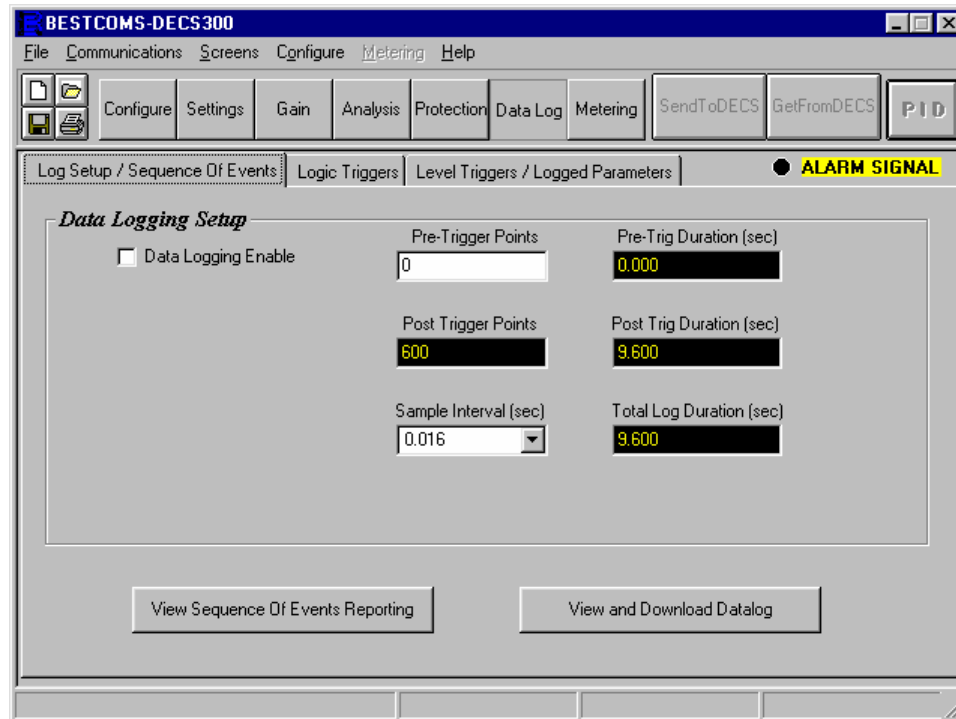 BESTCOMS-DECS300
File Communications Screens Configure Metering Help
Configure Settings Gain Analysis Protection Data Log Metering SendToDECS GetFromDECS PID
Log Setup / Sequence Of Events Logic Triggers Level Triggers / Logged Parameters ALARM SIGNAL
Data Logging Setup
Data Logging Enable
Pre-Trigger Points Pre-Trig Duration (sec)
0 0.000
Post Trigger Points Post Trig Duration (sec)
600 9.600
Sample Interval (sec) Total Log Duration (sec)
0.016 9.600
View Sequence Of Events Reporting View and Download Datalog